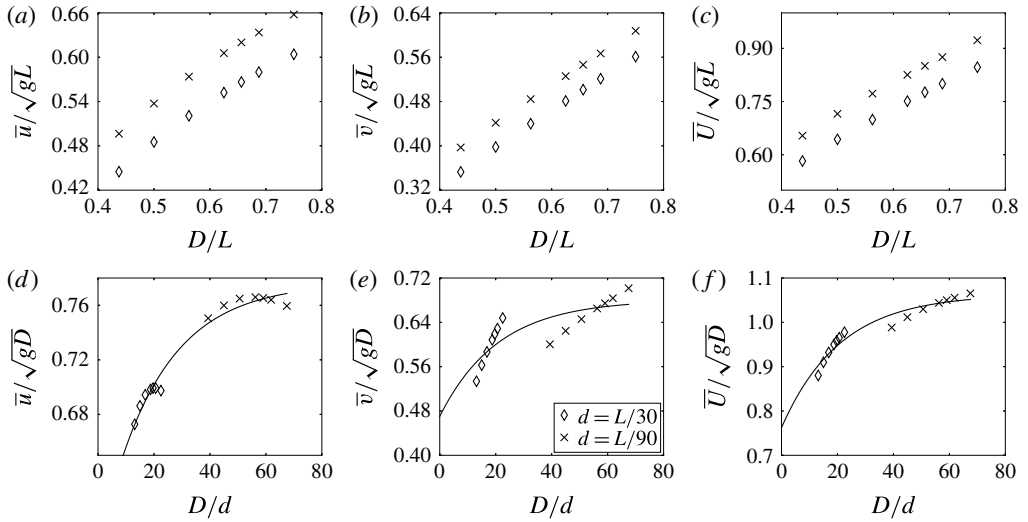 (a)
0.66
0.60
0.54
0.48
0.42
u̅/√gL
0.4 0.5 0.6 0.7 0.8
D/L
(b)
0.72
0.64
0.56
0.48
0.40
0.32
v̅/√gL
0.4 0.5 0.6 0.7 0.8
D/L
(c)
0.90
0.75
0.60
U̅/√gL
0.4 0.5 0.6 0.7 0.8
D/L
(d)
0.76
0.72
0.68
u̅/√gD
0 20 40 60 80
D/d
(e)
0.72
0.64
0.56
0.48
0.40
v̅/√gD
d = L/30
d = L/90
0 20 40 60 80
D/d
(f)
1.1
1.0
0.9
0.8
0.7
U̅/√gD
0 20 40 60 80
D/d